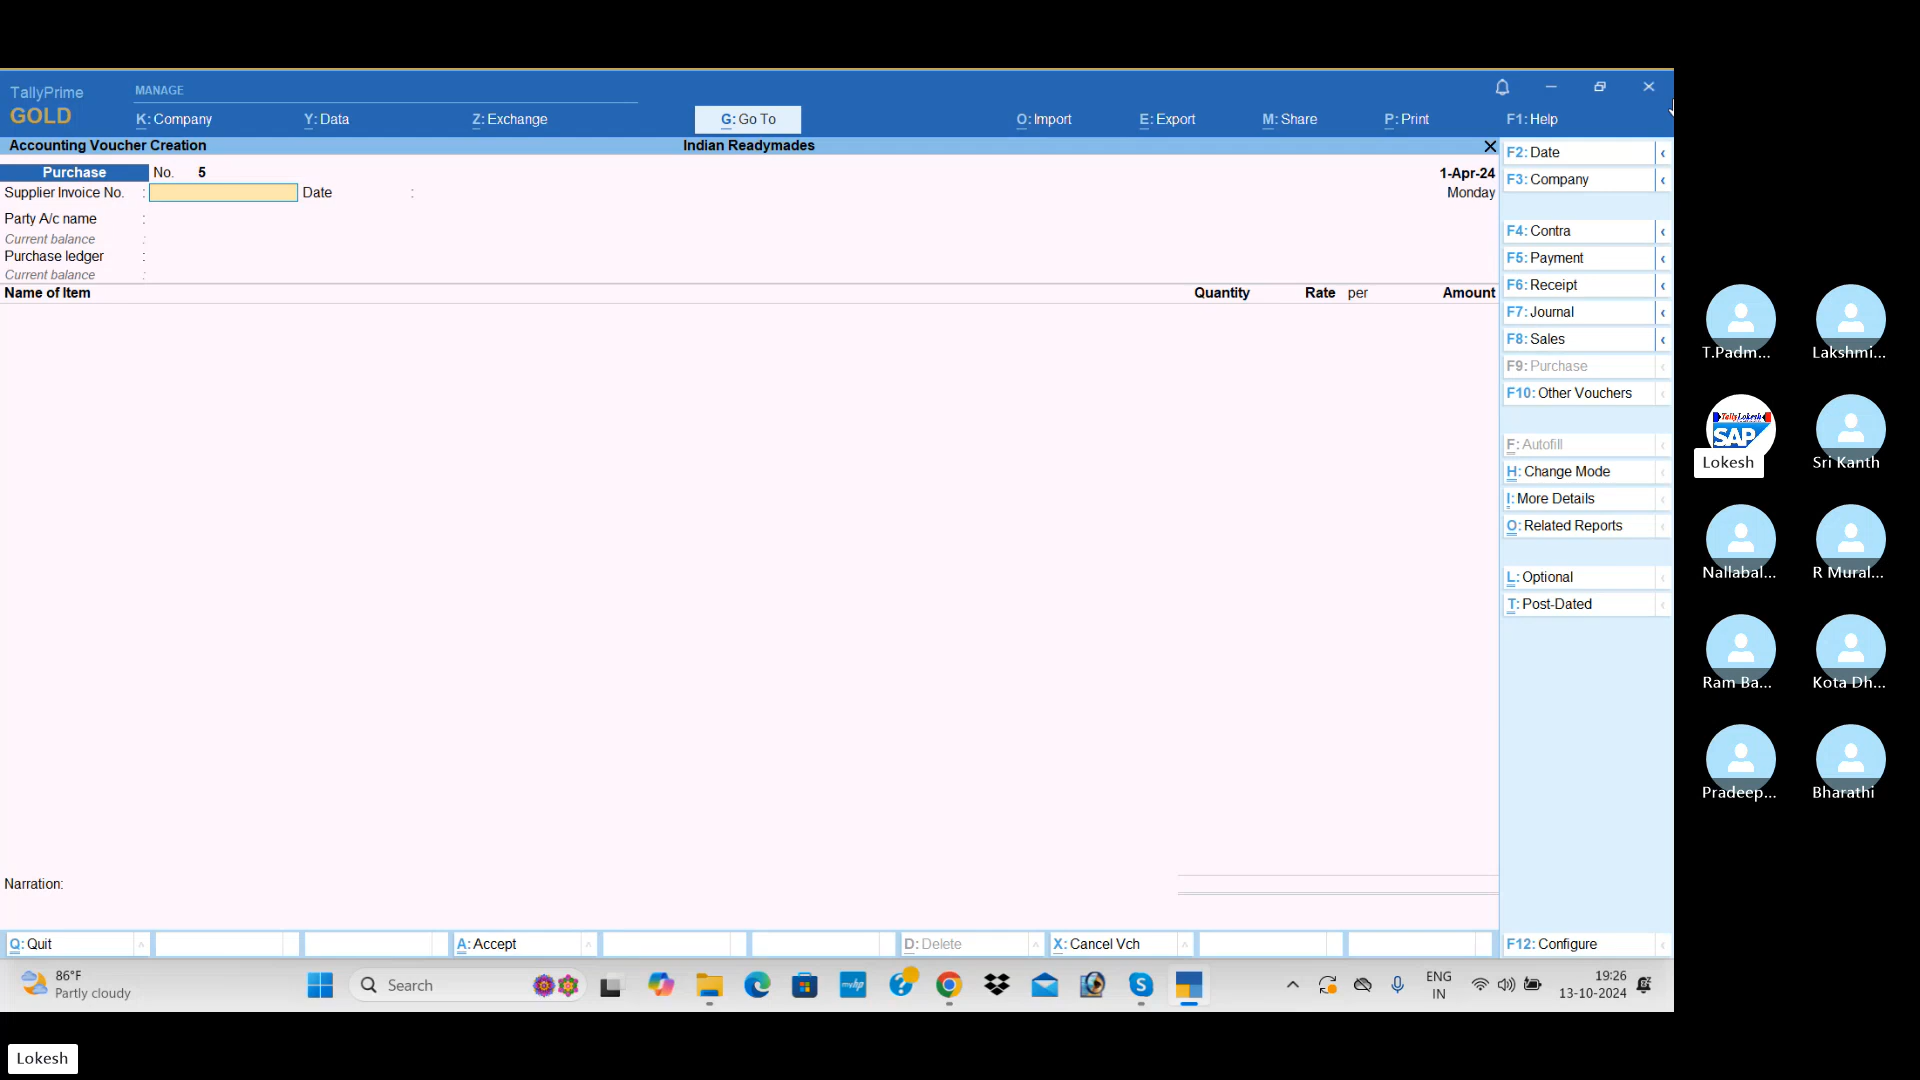 TallyPrime
GOLD
MANAGE
K: Company
Y: Data
Z: Exchange
G: Go To
O: Import
E: Export
M: Share
P: Print
F1: Help
Accounting Voucher Creation
Indian Readymades
Purchase
No. 5
1-Apr-24
Supplier Invoice No. :
Date :
Monday
Party A/c name :
Current balance :
Purchase ledger :
Current balance :
Name of Item
Quantity
Rate per
Amount
Narration:
F2: Date
F3: Company
F4: Contra
F5: Payment
F6: Receipt
F7: Journal
F8: Sales
F9: Purchase
F10: Other Vouchers
F: Autofill
H: Change Mode
I: More Details
O: Related Reports
L: Optional
T: Post-Dated
F12: Configure
Q: Quit
A: Accept
D: Delete
X: Cancel Vch
86°F
Partly cloudy
Search
myhp
ENG
IN
19:26
13-10-2024
T.Padm...
Lakshmi...
TallyLokesh
SAP
Lokesh
Sri Kanth
Nallabal...
R Mural...
Ram Ba...
Kota Dh...
Pradeep...
Bharathi
Lokesh